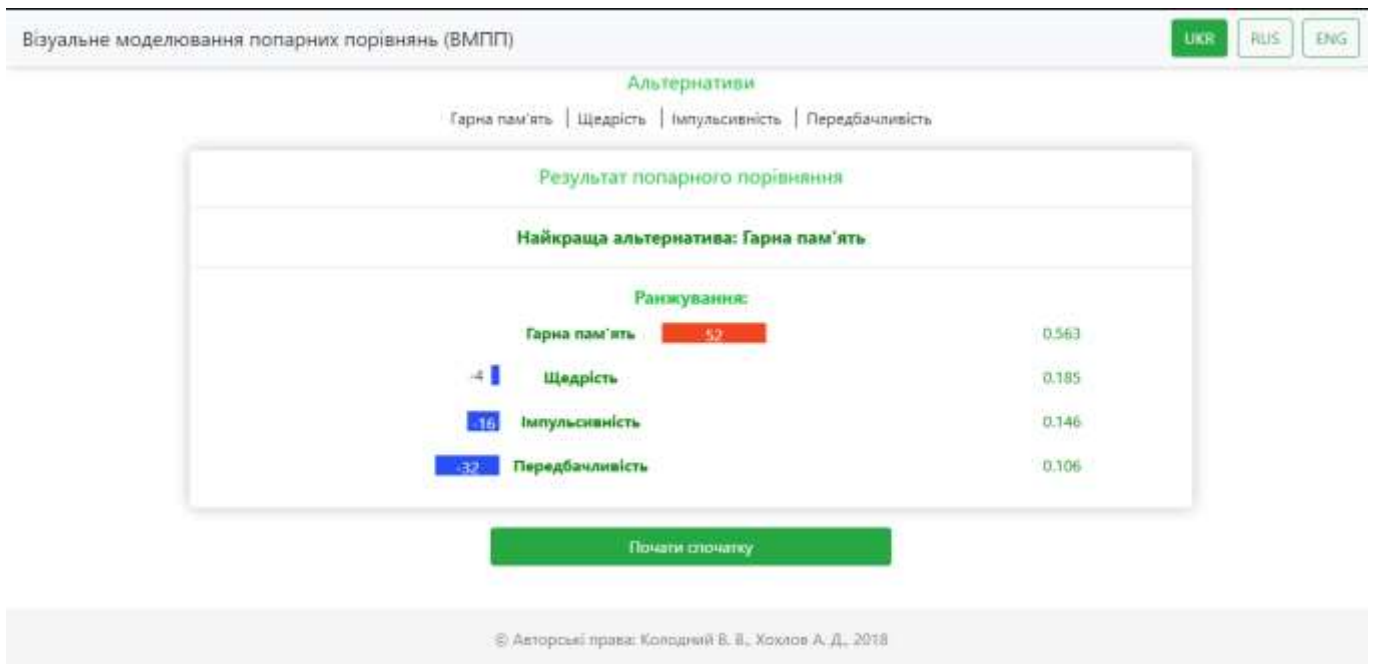 Візуальне моделювання попарних порівнянь (ВМПП) UKR RUS ENG
Альтернативи
Гарна пам'ять | Щедрість | Імпульсивність | Передбачливість
Результат попарного порівняння
Найкраща альтернатива: Гарна пам'ять
Ранжування:
Гарна пам'ять 52 0.563
-4 Щедрість 0.185
-16 Імпульсивність 0.146
-32 Передбачливість 0.106
Почати спочатку
© Авторські права: Колодний В. В., Хохлов А. Д., 2018